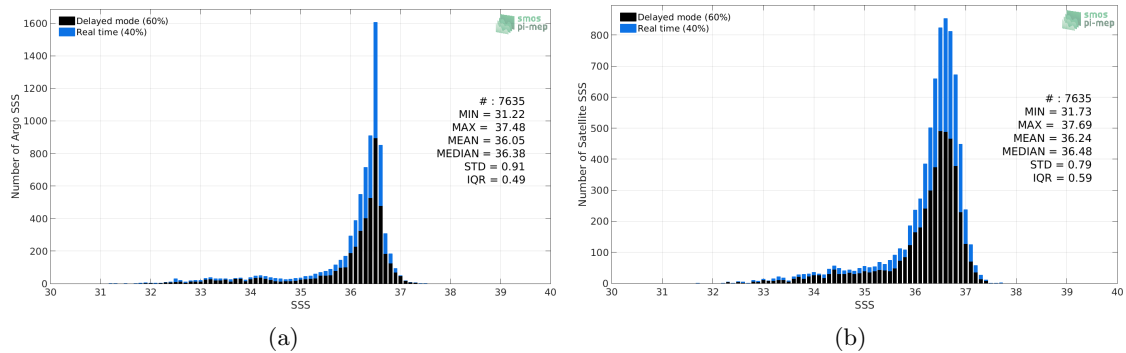 Delayed mode (60%)
Real time (40%)
smos
pi-mep
1600
1400
1200
1000
800
600
400
200
0
Number of Argo SSS
# : 7635
MIN = 31.22
MAX = 37.48
MEAN = 36.05
MEDIAN = 36.38
STD = 0.91
IQR = 0.49
30 31 32 33 34 35 36 37 38 39 40
SSS
(a)
Delayed mode (60%)
Real time (40%)
smos
pi-mep
800
700
600
500
400
300
200
100
0
Number of Satellite SSS
# : 7635
MIN = 31.73
MAX = 37.69
MEAN = 36.24
MEDIAN = 36.48
STD = 0.79
IQR = 0.59
30 31 32 33 34 35 36 37 38 39 40
SSS
(b)